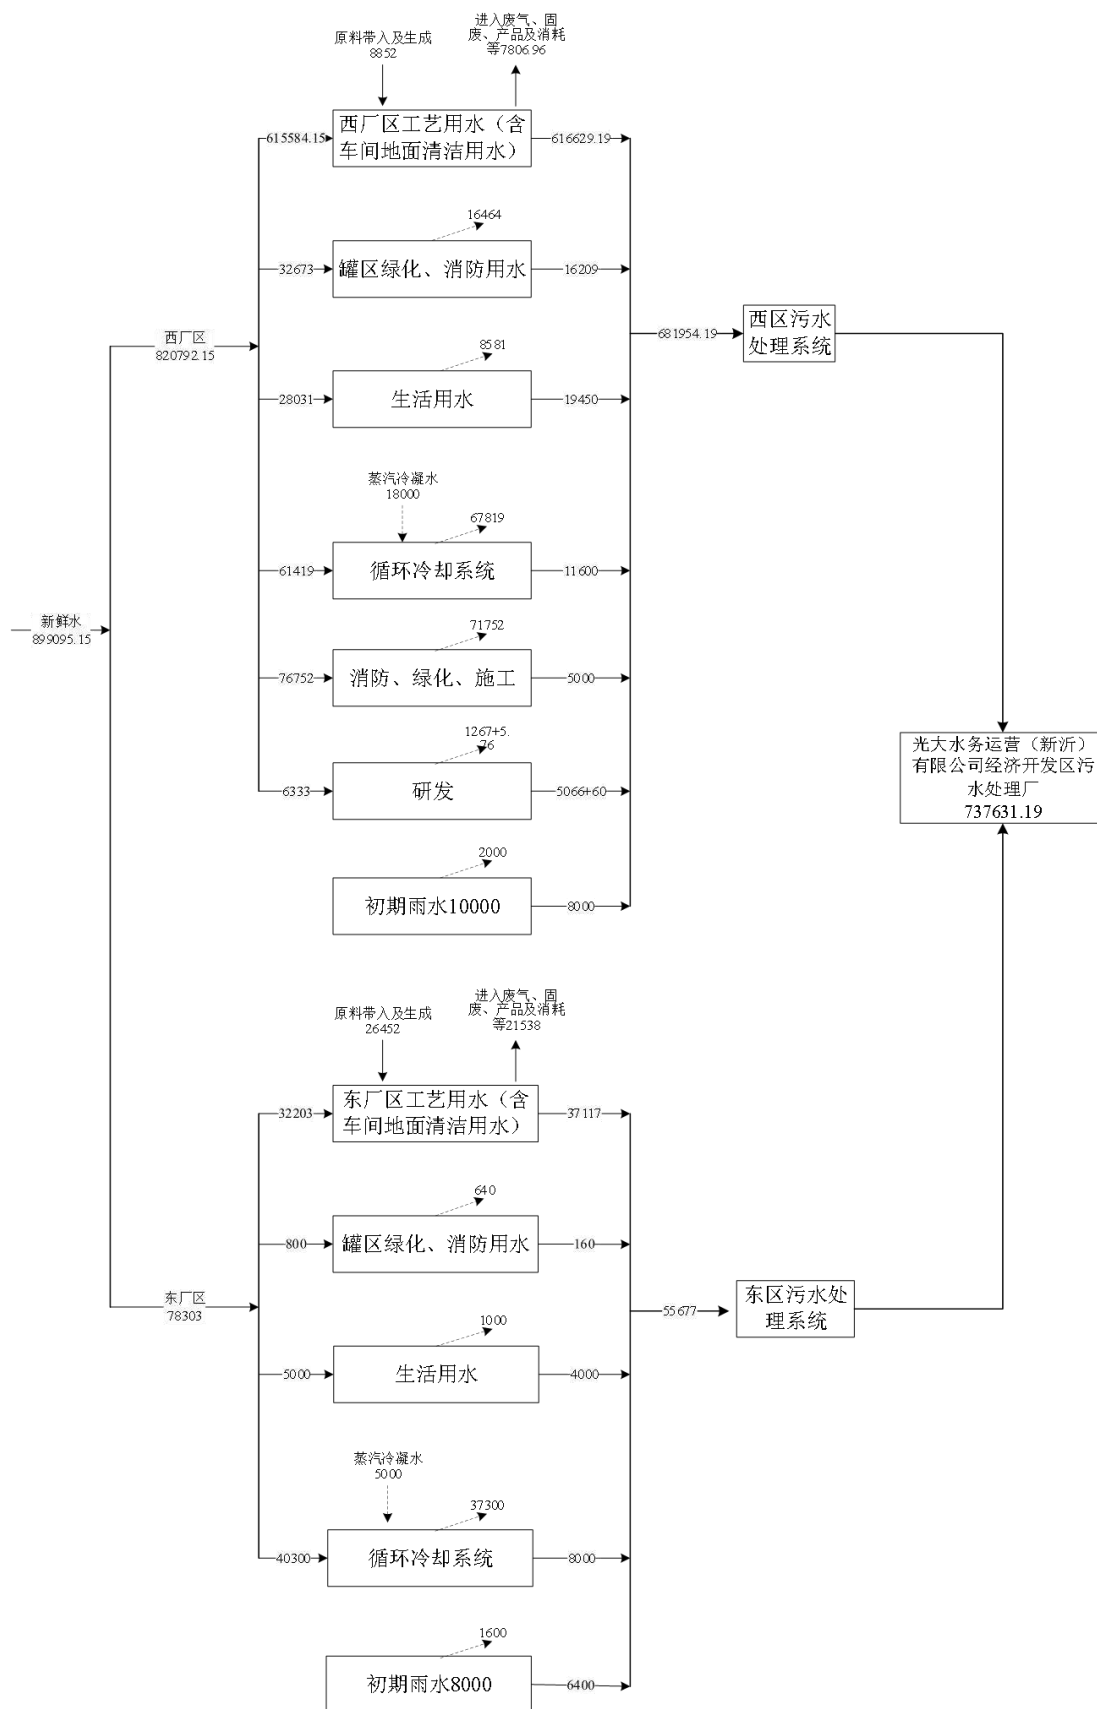 原料带入及生成
8852
进入废气、固
废、产品及消耗
等7806.96
615584.15
西厂区工艺用水（含
车间地面清洁用水）
616629.19
16464
32673
罐区绿化、消防用水
16209
西厂区
820792.15
681954.19
西区污水
处理系统
8581
28031
生活用水
19450
蒸汽冷凝水
18000
67819
61419
循环冷却系统
11600
新鲜水
899095.15
71752
76752
消防、绿化、施工
5000
1267+5.
76
6333
研发
5066+60
光大水务运营（新沂）
有限公司经济开发区污
水处理厂
737631.19
2000
初期雨水10000
8000
原料带入及生成
26452
进入废气、固
废、产品及消耗
等21538
32203
东厂区工艺用水（含
车间地面清洁用水）
37117
640
800
罐区绿化、消防用水
160
东厂区
78303
55677
东区污水处
理系统
1000
5000
生活用水
4000
蒸汽冷凝水
5000
37300
40300
循环冷却系统
8000
1600
初期雨水8000
6400